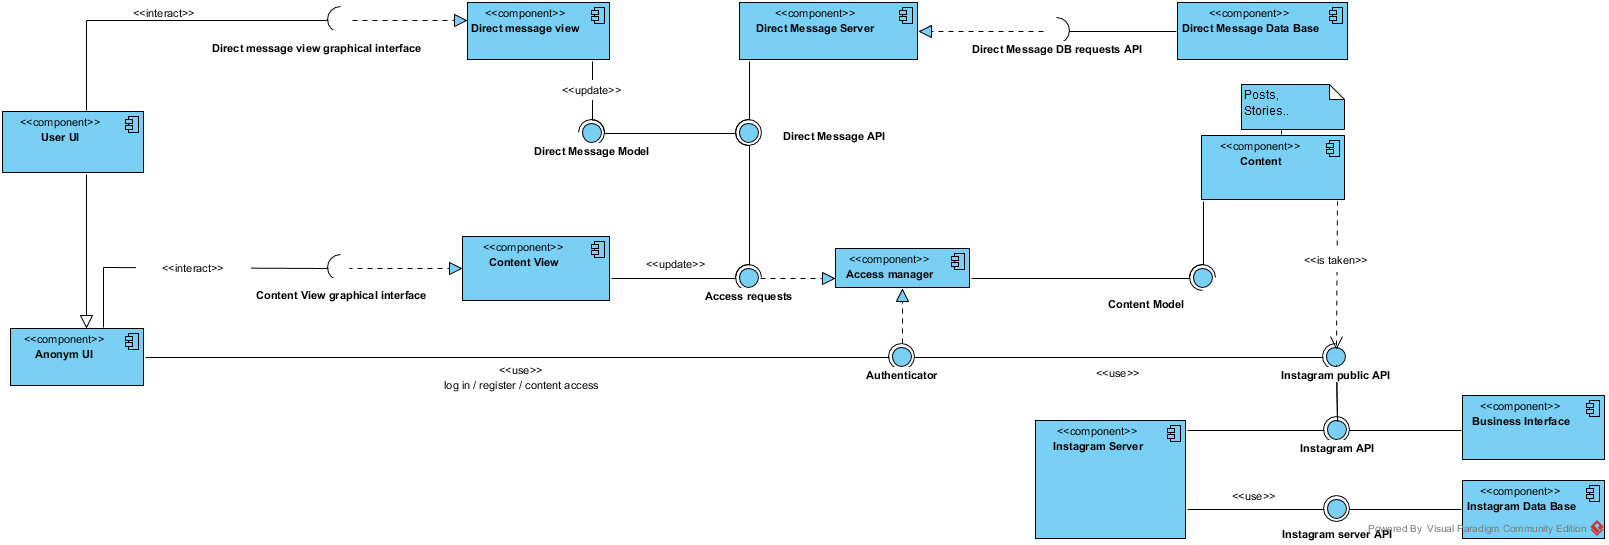 <<interact>>
Direct message view graphical interface
<<component>>
Direct message view
<<component>>
Direct Message Server
Direct Message DB requests API
<<component>>
Direct Message Data Base
<<update>>
Posts,
Stories..
<<component>>
User UI
Direct Message Model
Direct Message API
<<component>>
Content
<<interact>>
Content View graphical interface
<<component>>
Content View
<<update>>
Access requests
<<component>>
Access manager
Content Model
<<is taken>>
<<component>>
Anonym UI
<<use>>
log in / register / content access
Authenticator
<<use>>
Instagram public API
<<component>>
Instagram Server
Instagram API
<<component>>
Business Interface
<<use>>
Instagram server API
<<component>>
Instagram Data Base
Powered By Visual Paradigm Community Edition